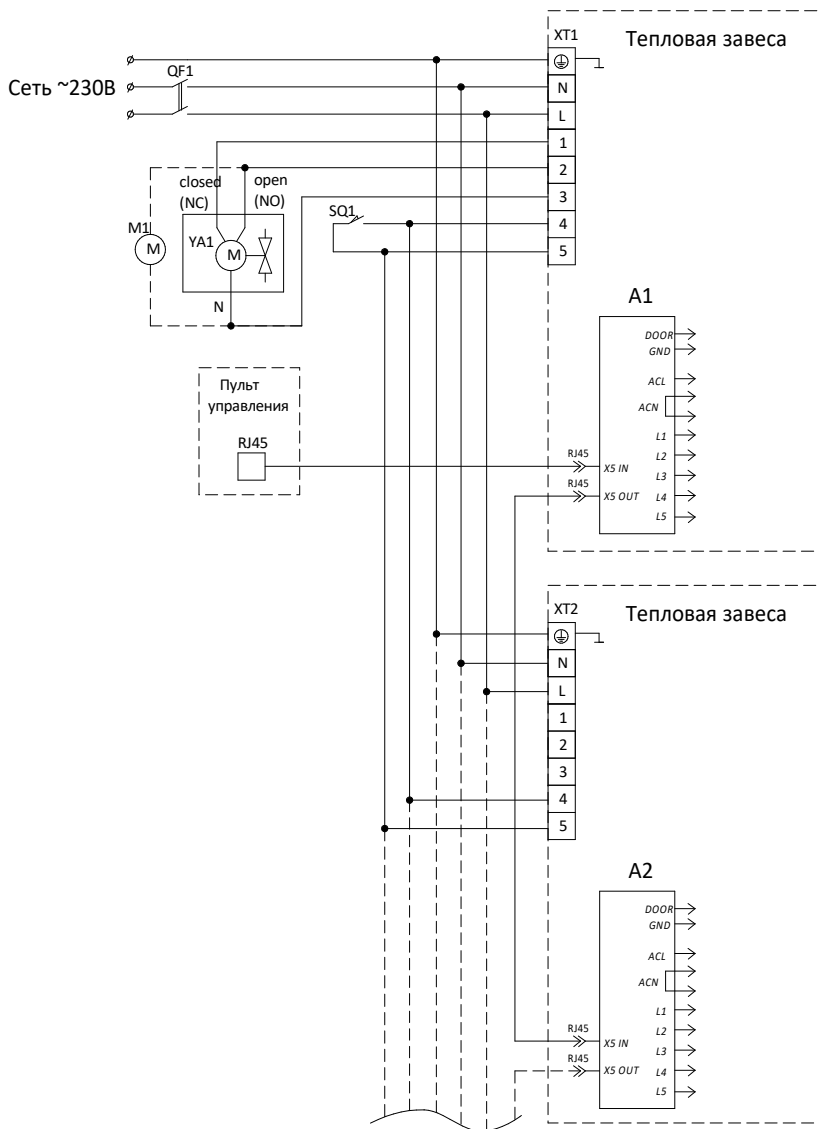 XT1
Тепловая завеса
Сеть ~230В
QF1
N
L
1
2
3
4
5
closed
(NC)
open
(NO)
M1
M
YA1
M
N
SQ1
A1
DOOR
GND
ACL
ACN
L1
L2
L3
L4
L5
Пульт
управления
RJ45
RJ45
X5 IN
RJ45
X5 OUT
XT2
Тепловая завеса
N
L
1
2
3
4
5
A2
DOOR
GND
ACL
ACN
L1
L2
L3
L4
L5
RJ45
X5 IN
RJ45
X5 OUT